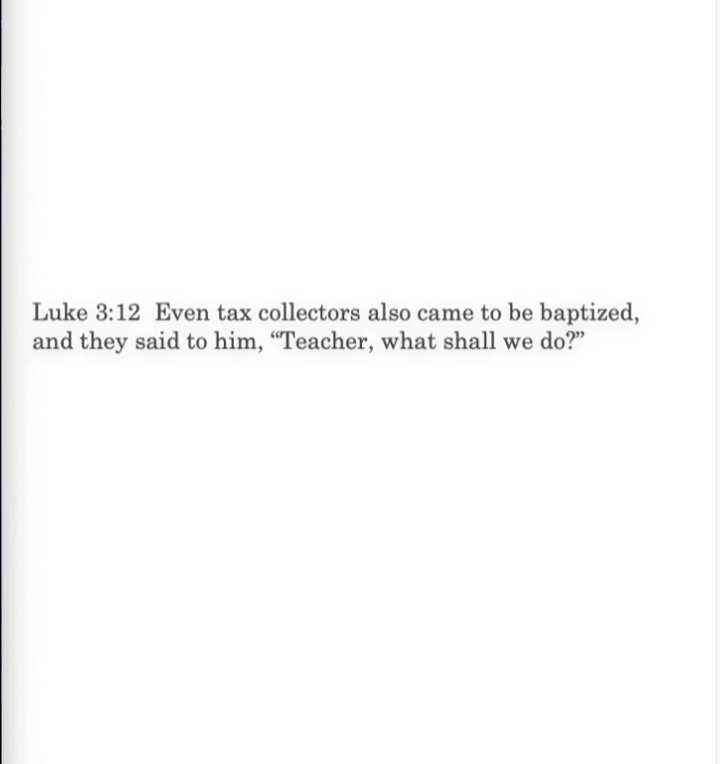 Luke 3:12  Even tax collectors also came to be baptized,
and they said to him, “Teacher, what shall we do?”